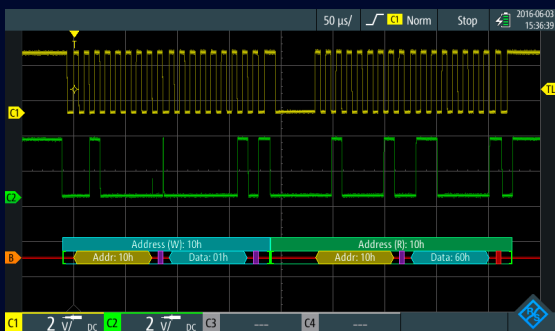 50 µs/ C1 Norm Stop 2016-06-03
15:36:39
T
TL
C1
C2
Address (W): 10h Address (R): 10h
B Addr: 10h Data: 01h Addr: 10h Data: 60h
C1 2 V/ DC C2 2 V/ DC C3 --- C4 ---
R&S